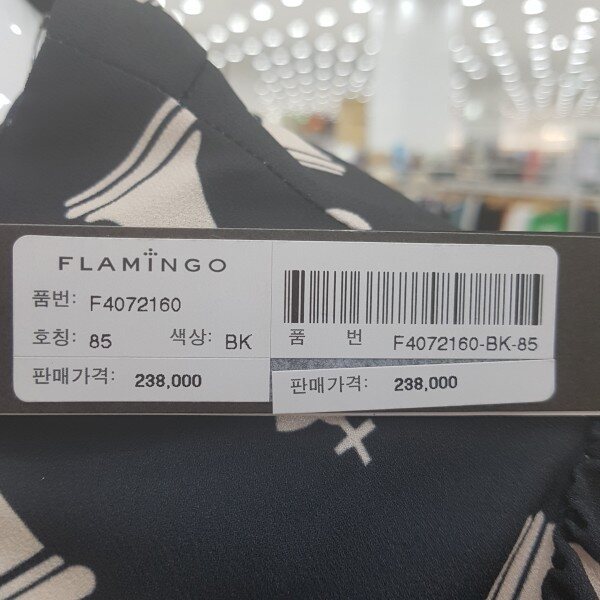 FLAMINGO
품번: F4072160
호칭: 85 색상: BK
판매가격: 238,000
품 번 F4072160-BK-85
판매가격: 238,000